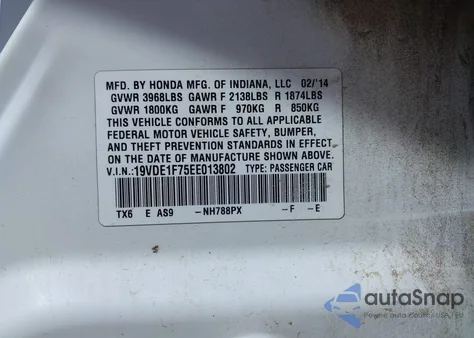 MFD. BY HONDA MFG. OF INDIANA, LLC 02/'14
GVWR 3968LBS GAWR F 2138LBS R 1874LBS
GVWR 1800KG GAWR F 970KG R 850KG
THIS VEHICLE CONFORMS TO ALL APPLICABLE
FEDERAL MOTOR VEHICLE SAFETY, BUMPER,
AND THEFT PREVENTION STANDARDS IN EFFECT
ON THE DATE OF MANUFACTURE SHOWN ABOVE.
V.I.N.: 19VDE1F75EE013802 TYPE: PASSENGER CAR
TX6 E AS9 -NH788PX -F -E
autoSnap